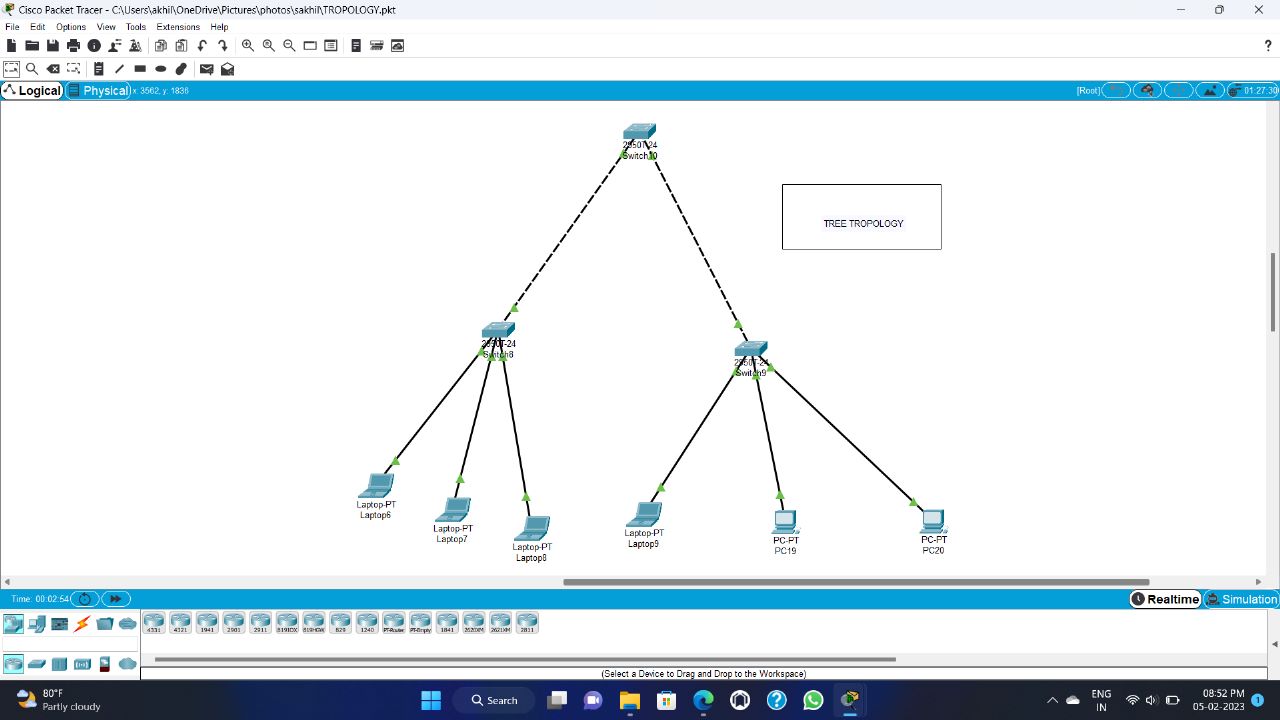 Cisco Packet Tracer - C:\Users\akhil\OneDrive\Pictures\photos\sakhil\TROPOLOGY.pkt
File Edit Options View Tools Extensions Help
?
Logical Physical x: 3562, y: 1836 [Root] 01:27:30
2950T-24
Switch10
TREE TROPOLOGY
2950T-24
Switch8
2950T-24
Switch9
Laptop-PT
Laptop6
Laptop-PT
Laptop7
Laptop-PT
Laptop8
Laptop-PT
Laptop9
PC-PT
PC19
PC-PT
PC20
Time: 00:02:54 Realtime Simulation
4331 4321 1941 2901 2911 819IOX 819HGW 829 1240 PT-Router PT-Empty 1841 2620XM 2621XM 2811
(Select a Device to Drag and Drop to the Workspace)
80°F
Partly cloudy
Search
ENG
IN
08:52 PM
05-02-2023
1